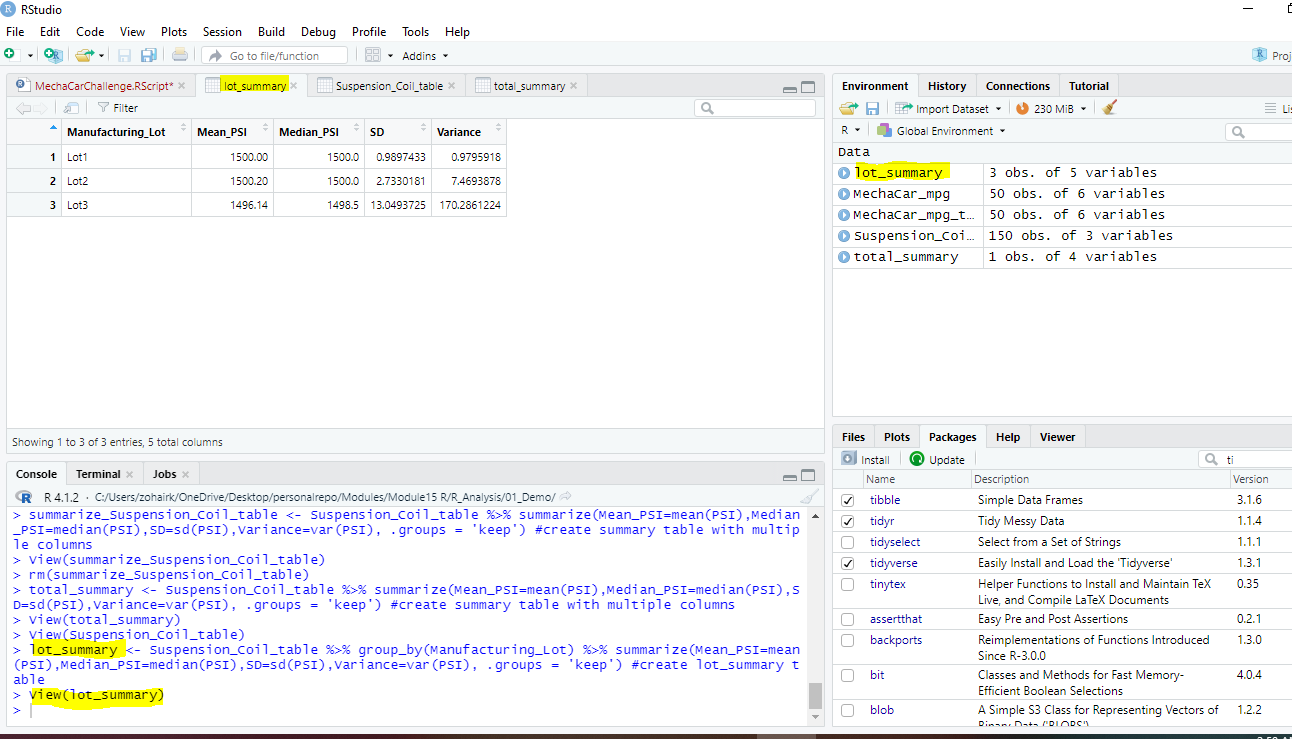 RStudio
File Edit Code View Plots Session Build Debug Profile Tools Help
Go to file/function Addins
MechaCarChallenge.RScript* lot_summary Suspension_Coil_table total_summary
Filter
Manufacturing_Lot Mean_PSI Median_PSI SD Variance
1 Lot1 1500.00 1500.0 0.9897433 0.9795918
2 Lot2 1500.20 1500.0 2.7330181 7.4693878
3 Lot3 1496.14 1498.5 13.0493725 170.2861224
Showing 1 to 3 of 3 entries, 5 total columns
Console Terminal Jobs
R 4.1.2 · C:/Users/zohairk/OneDrive/Desktop/personalrepo/Modules/Module15 R/R_Analysis/01_Demo/
> summarize_Suspension_Coil_table <- Suspension_Coil_table %>% summarize(Mean_PSI=mean(PSI),Median
_PSI=median(PSI),SD=sd(PSI),Variance=var(PSI), .groups = 'keep') #create summary table with multip
le columns
> View(summarize_Suspension_Coil_table)
> rm(summarize_Suspension_Coil_table)
> total_summary <- Suspension_Coil_table %>% summarize(Mean_PSI=mean(PSI),Median_PSI=median(PSI),S
D=sd(PSI),Variance=var(PSI), .groups = 'keep') #create summary table with multiple columns
> View(total_summary)
> View(Suspension_Coil_table)
> lot_summary <- Suspension_Coil_table %>% group_by(Manufacturing_Lot) %>% summarize(Mean_PSI=mean
(PSI),Median_PSI=median(PSI),SD=sd(PSI),Variance=var(PSI), .groups = 'keep') #create lot_summary t
able
> View(lot_summary)
>
Proj
Environment History Connections Tutorial
Import Dataset 230 MiB Lis
R Global Environment
Data
lot_summary 3 obs. of 5 variables
MechaCar_mpg 50 obs. of 6 variables
MechaCar_mpg_t… 50 obs. of 6 variables
Suspension_Coi… 150 obs. of 3 variables
total_summary 1 obs. of 4 variables
Files Plots Packages Help Viewer
Install Update ti
Name Description Version
tibble Simple Data Frames 3.1.6
tidyr Tidy Messy Data 1.1.4
tidyselect Select from a Set of Strings 1.1.1
tidyverse Easily Install and Load the 'Tidyverse' 1.3.1
tinytex Helper Functions to Install and Maintain TeX 0.35
Live, and Compile LaTeX Documents
assertthat Easy Pre and Post Assertions 0.2.1
backports Reimplementations of Functions Introduced 1.3.0
Since R-3.0.0
bit Classes and Methods for Fast Memory- 4.0.4
Efficient Boolean Selections
blob A Simple S3 Class for Representing Vectors of 1.2.2
Binary Data ('BLOBS')